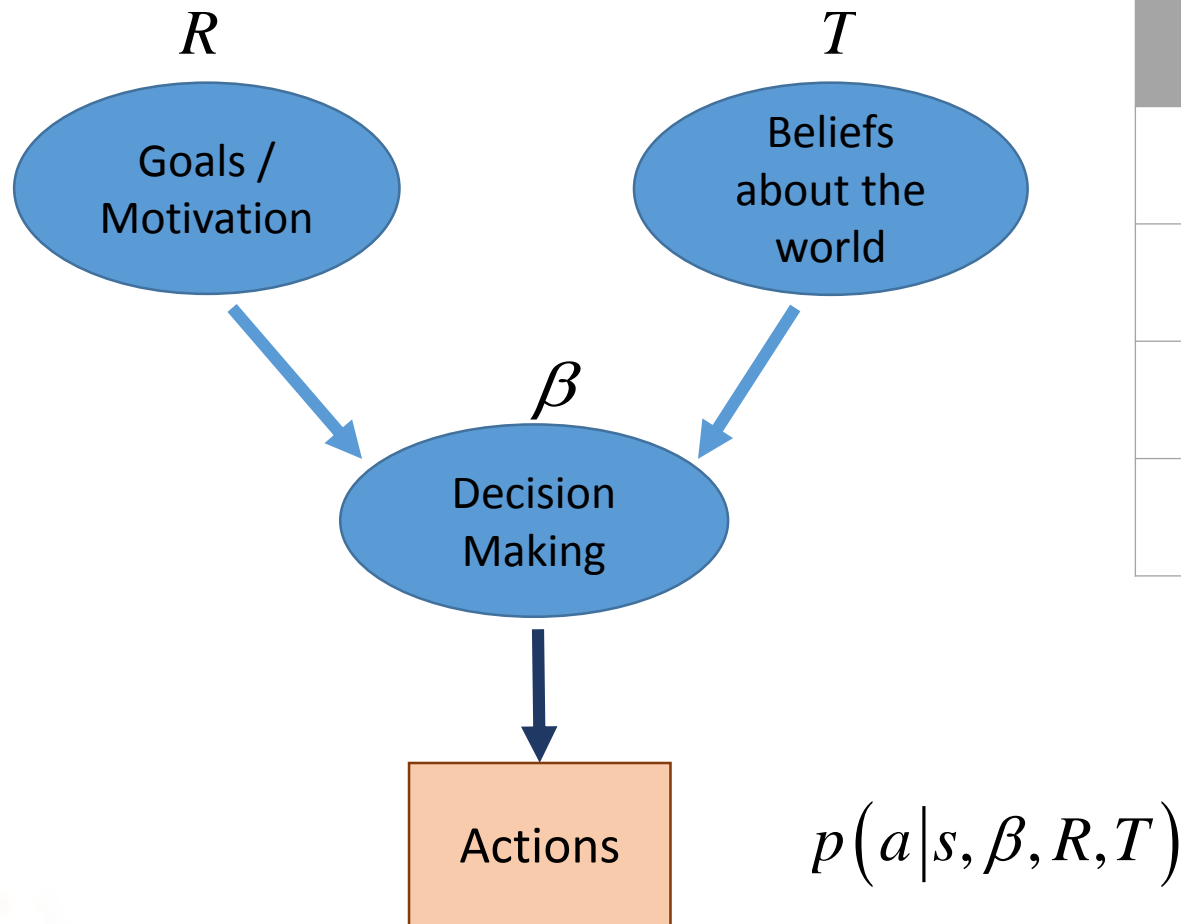 R
T
Goals /
Motivation
Beliefs
about the
world
β
Decision
Making
Actions
p(a|s, β, R, T)